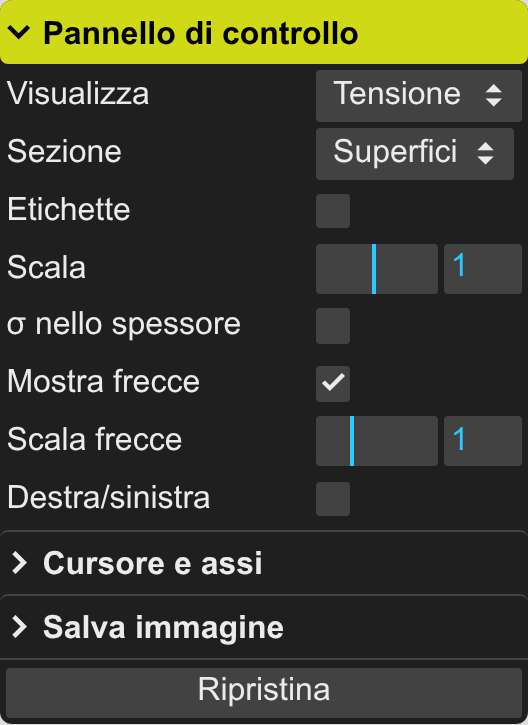 Pannello di controllo
Visualizza Tensione
Sezione Superfici
Etichette
Scala 1
σ nello spessore
Mostra frecce
Scala frecce 1
Destra/sinistra
Cursore e assi
Salva immagine
Ripristina